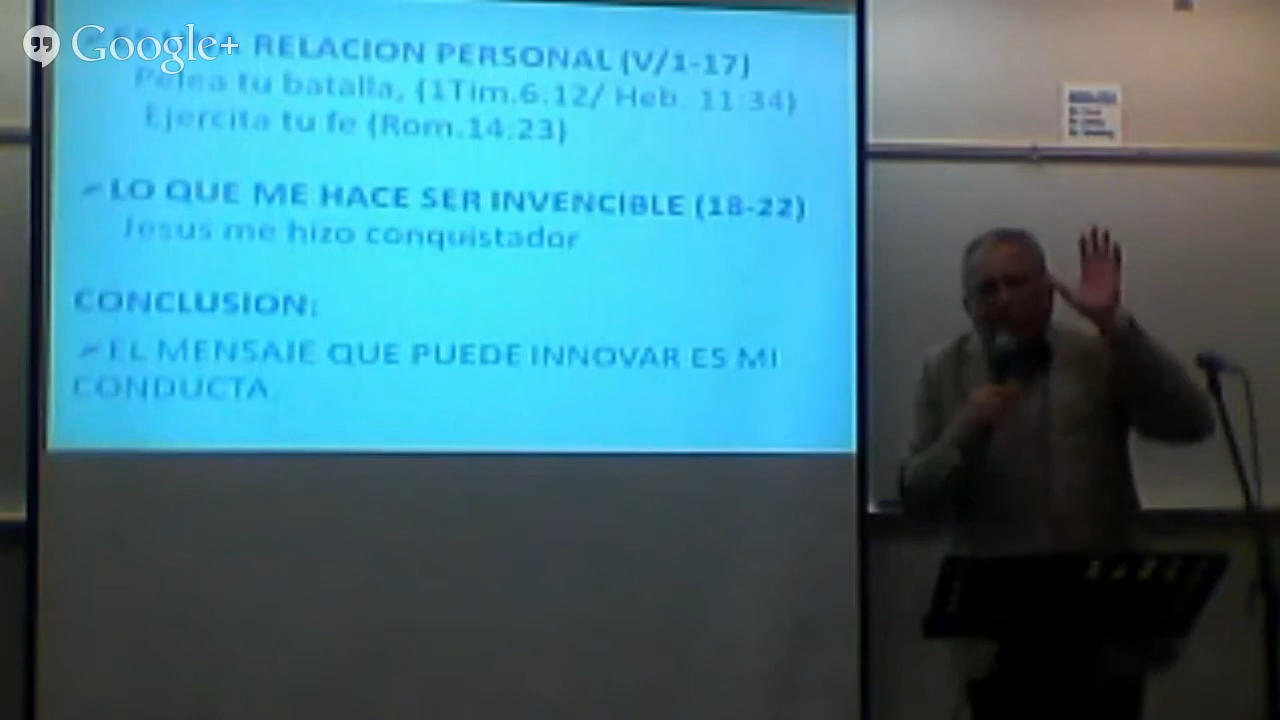 Google+
RELACION PERSONAL (V/1-17)
Pelea tu batalla, (1Tim.6.12/ Heb. 11:34)
Ejercita tu fe (Rom.14:23)
LO QUE ME HACE SER INVENCIBLE (18-22)
Jesus me hizo conquistador
CONCLUSION:
EL MENSAJE QUE PUEDE INNOVAR ES MI
CONDUCTA